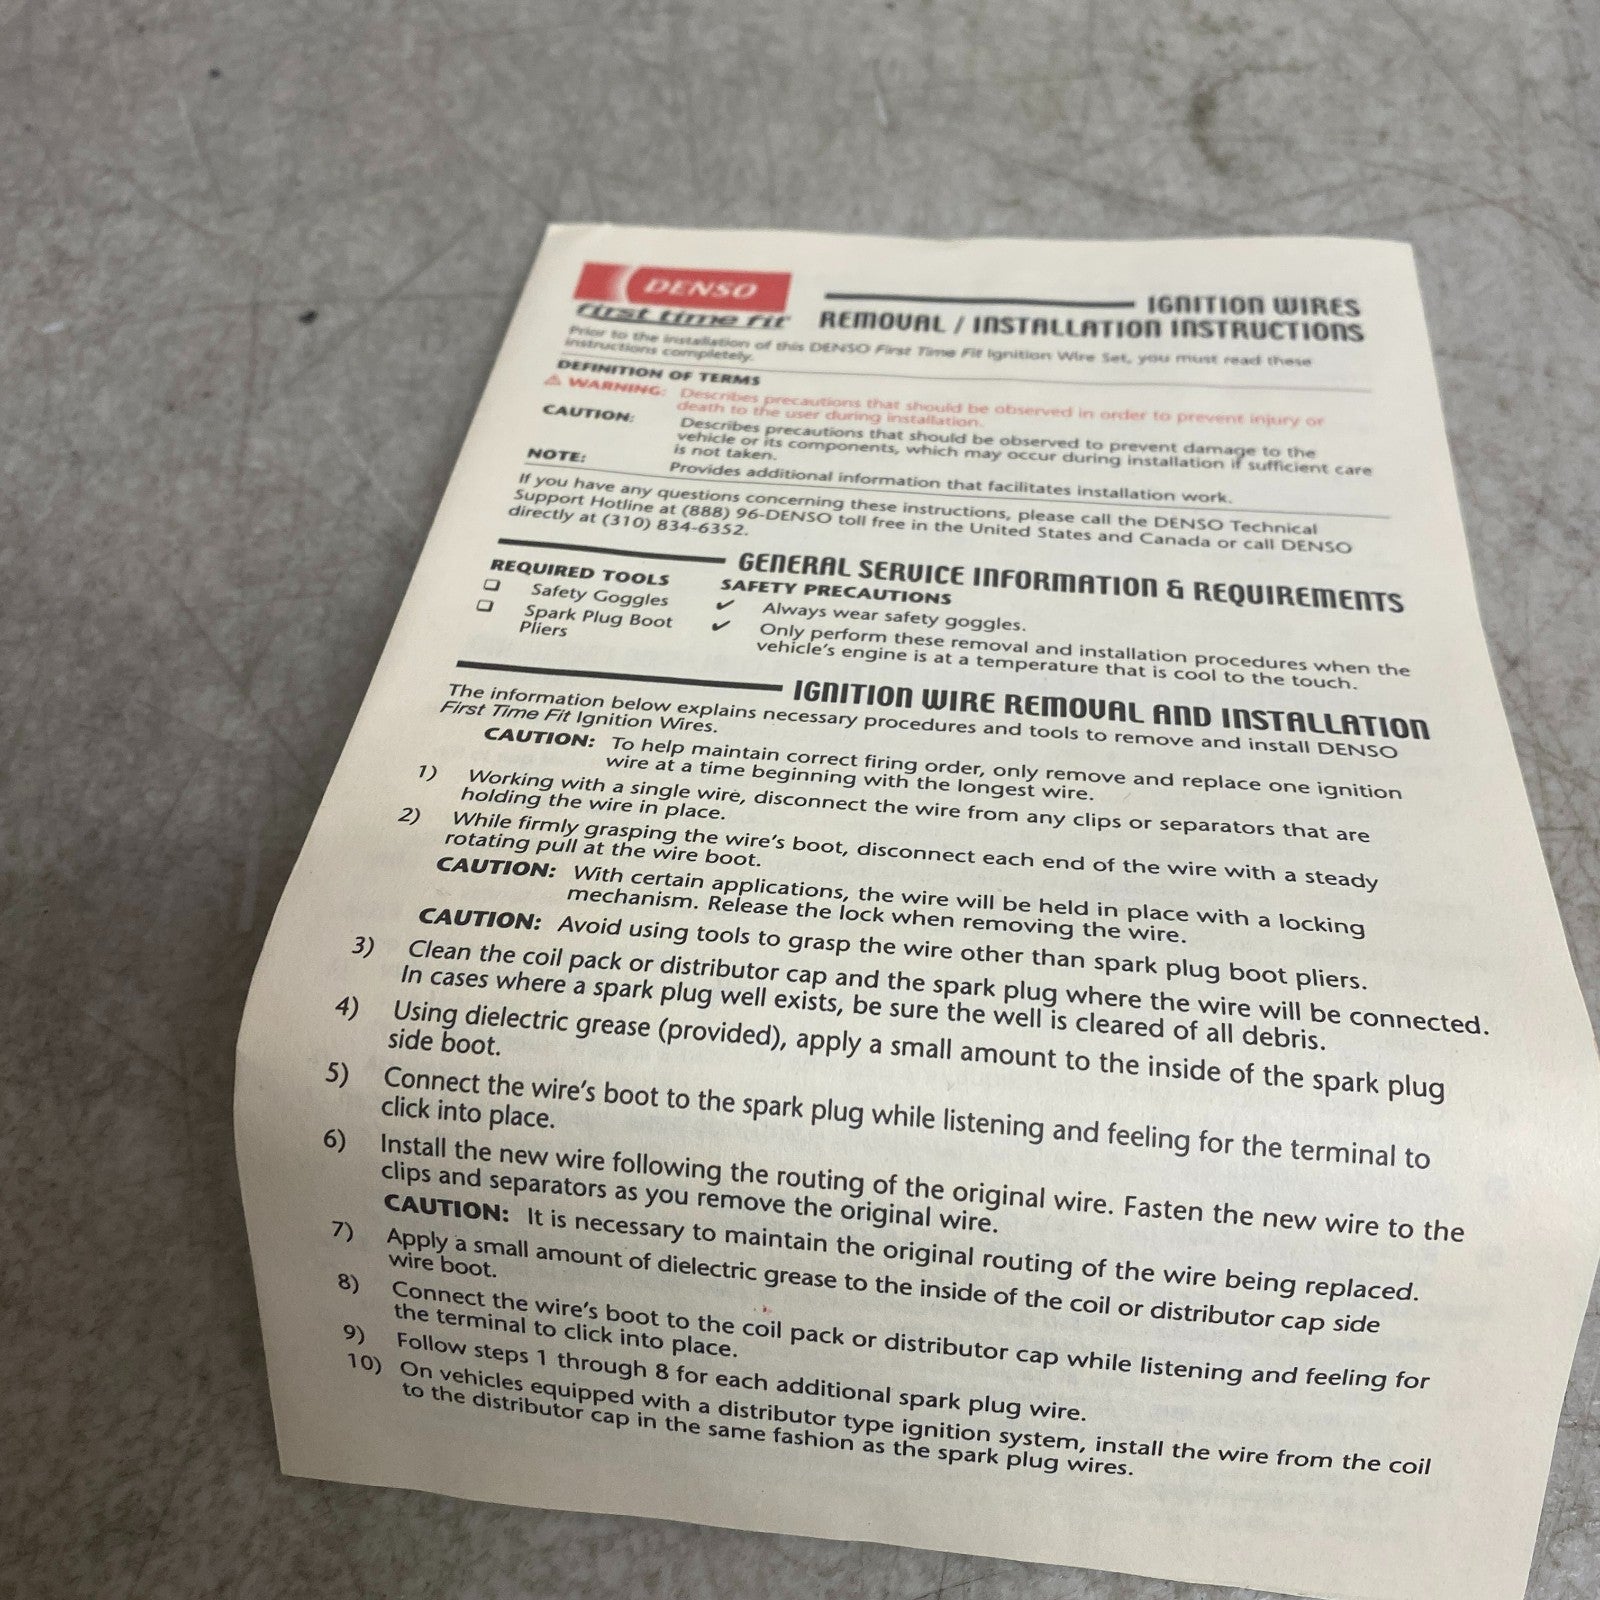 DENSO
first time fit
IGNITION WIRES
REMOVAL / INSTALLATION INSTRUCTIONS
Prior to the installation of this DENSO First Time Fit Ignition Wire Set, you must read these
instructions completely.
DEFINITION OF TERMS
⚠ WARNING: Describes precautions that should be observed in order to prevent injury or
death to the user during installation.
CAUTION: Describes precautions that should be observed to prevent damage to the
vehicle or its components, which may occur during installation if sufficient care
is not taken.
NOTE: Provides additional information that facilitates installation work.
If you have any questions concerning these instructions, please call the DENSO Technical
Support Hotline at (888) 96-DENSO toll free in the United States and Canada or call DENSO
directly at (310) 834-6352.
GENERAL SERVICE INFORMATION & REQUIREMENTS
REQUIRED TOOLS
❏ Safety Goggles
❏ Spark Plug Boot
Pliers
SAFETY PRECAUTIONS
✔ Always wear safety goggles.
✔ Only perform these removal and installation procedures when the
vehicle's engine is at a temperature that is cool to the touch.
IGNITION WIRE REMOVAL AND INSTALLATION
The information below explains necessary procedures and tools to remove and install DENSO
First Time Fit Ignition Wires.
CAUTION: To help maintain correct firing order, only remove and replace one ignition
wire at a time beginning with the longest wire.
1) Working with a single wire, disconnect the wire from any clips or separators that are
holding the wire in place.
2) While firmly grasping the wire's boot, disconnect each end of the wire with a steady
rotating pull at the wire boot.
CAUTION: With certain applications, the wire will be held in place with a locking
mechanism. Release the lock when removing the wire.
CAUTION: Avoid using tools to grasp the wire other than spark plug boot pliers.
3) Clean the coil pack or distributor cap and the spark plug where the wire will be connected.
In cases where a spark plug well exists, be sure the well is cleared of all debris.
4) Using dielectric grease (provided), apply a small amount to the inside of the spark plug
side boot.
5) Connect the wire's boot to the spark plug while listening and feeling for the terminal to
click into place.
6) Install the new wire following the routing of the original wire. Fasten the new wire to the
clips and separators as you remove the original wire.
CAUTION: It is necessary to maintain the original routing of the wire being replaced.
7) Apply a small amount of dielectric grease to the inside of the coil or distributor cap side
wire boot.
8) Connect the wire's boot to the coil pack or distributor cap while listening and feeling for
the terminal to click into place.
9) Follow steps 1 through 8 for each additional spark plug wire.
10) On vehicles equipped with a distributor type ignition system, install the wire from the coil
to the distributor cap in the same fashion as the spark plug wires.